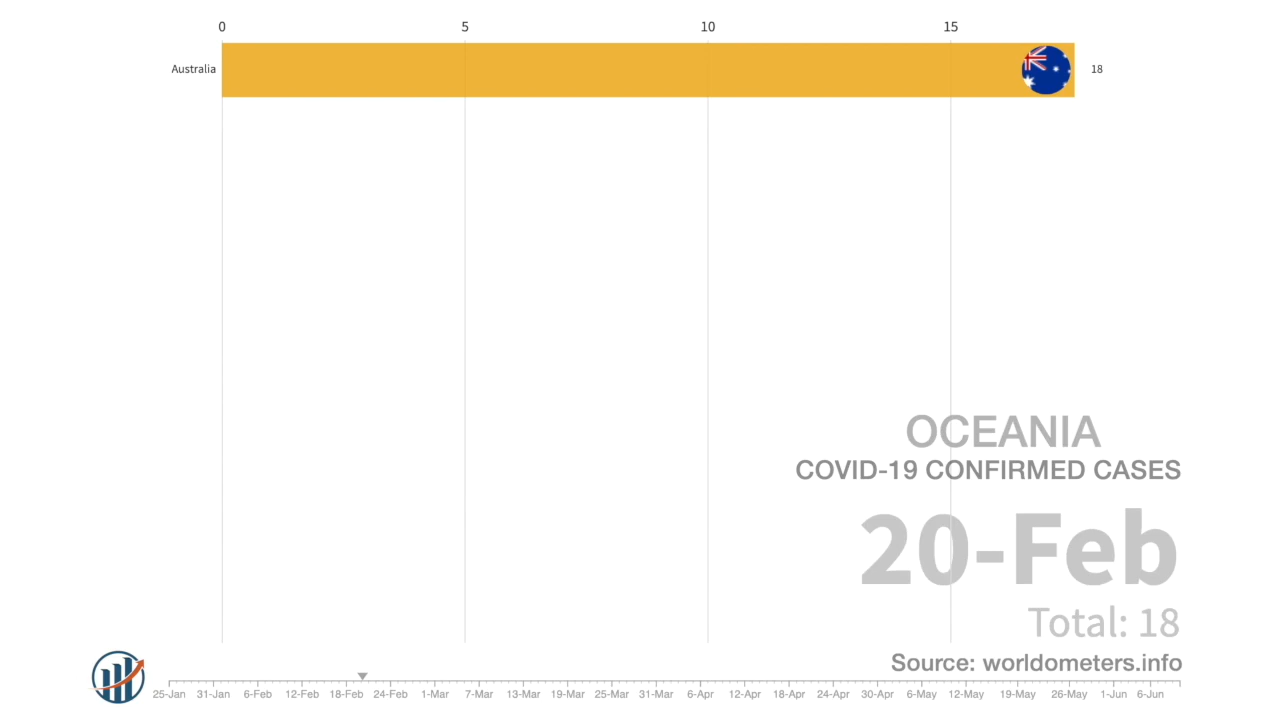 0 5 10 15
Australia 18
OCEANIA
COVID-19 CONFIRMED CASES
20-Feb
Total: 18
Source: worldometers.info
25-Jan 31-Jan 6-Feb 12-Feb 18-Feb 24-Feb 1-Mar 7-Mar 13-Mar 19-Mar 25-Mar 31-Mar 6-Apr 12-Apr 18-Apr 24-Apr 30-Apr 6-May 12-May 19-May 26-May 1-Jun 6-Jun